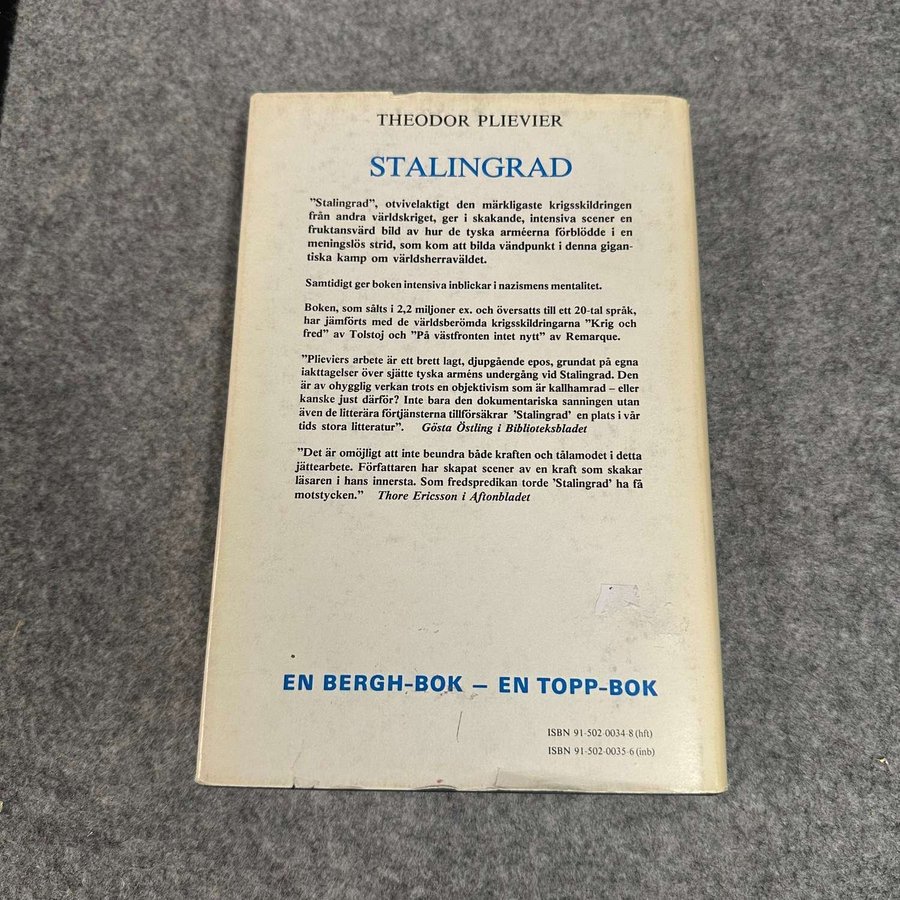 THEODOR PLIEVIER
STALINGRAD
”Stalingrad”, otvivelaktigt den märkligaste krigsskildringen
från andra världskriget, ger i skakande, intensiva scener en
fruktansvärd bild av hur de tyska arméerna förblödde i en
meningslös strid, som kom att bilda vändpunkt i denna gigan-
tiska kamp om världsherraväldet.
Samtidigt ger boken intensiva inblickar i nazismens mentalitet.
Boken, som sålts i 2,2 miljoner ex. och översatts till ett 20-tal språk,
har jämförts med de världsberömda krigsskildringarna ”Krig och
fred” av Tolstoj och ”På västfronten intet nytt” av Remarque.
”Plieviers arbete är ett brett lagt, djupgående epos, grundat på egna
iakttagelser över sjätte tyska arméns undergång vid Stalingrad. Den
är av ohygglig verkan trots en objektivism som är kallhamrad – eller
kanske just därför? Inte bara den dokumentariska sanningen utan
även de litterära förtjänsterna tillförsäkrar ’Stalingrad’ en plats i vår
tids stora litteratur”. Gösta Östling i Biblioteksbladet
”Det är omöjligt att inte beundra både kraften och tålamodet i detta
jättearbete. Författaren har skapat scener av en kraft som skakar
läsaren i hans innersta. Som fredspredikan torde ’Stalingrad’ ha få
motstycken.” Thore Ericsson i Aftonbladet
EN BERGH-BOK – EN TOPP-BOK
ISBN 91-502-0034-8 (hft)
ISBN 91-502-0035-6 (inb)